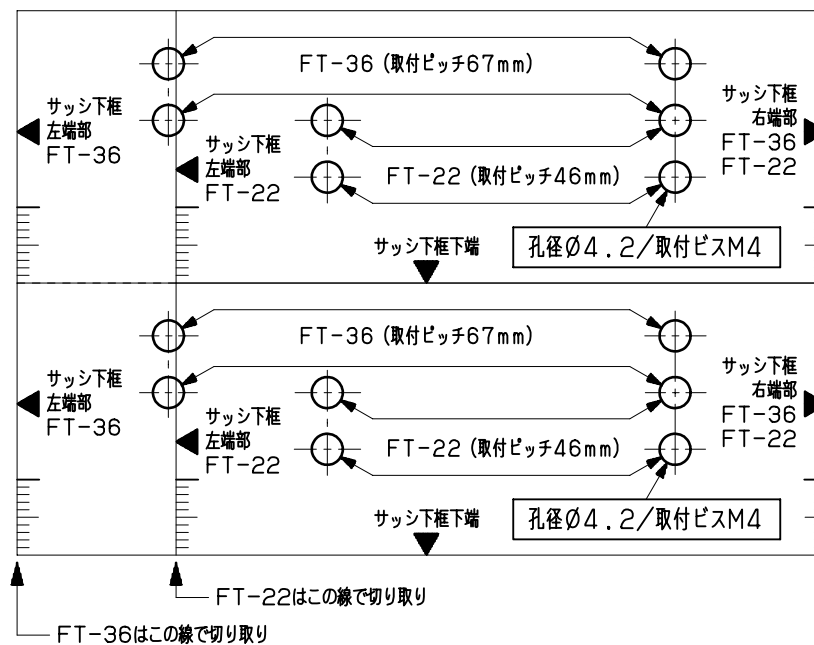 FT-36 (取付ピッチ67mm)
サッシ下框
左端部
FT-36
サッシ下框
左端部
FT-22
サッシ下框
右端部
FT-36
FT-22
FT-22 (取付ピッチ46mm)
サッシ下框下端
孔径Ø4.2/取付ビスM4
FT-36 (取付ピッチ67mm)
サッシ下框
左端部
FT-36
サッシ下框
左端部
FT-22
サッシ下框
右端部
FT-36
FT-22
FT-22 (取付ピッチ46mm)
サッシ下框下端
孔径Ø4.2/取付ビスM4
FT-22はこの線で切り取り
FT-36はこの線で切り取り